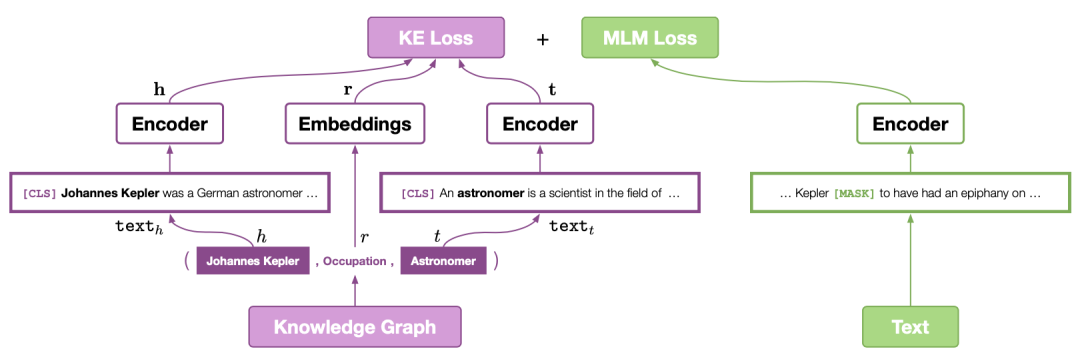 KE Loss + MLM Loss
h r t
Encoder Embeddings Encoder Encoder
[CLS] Johannes Kepler was a German astronomer ...
[CLS] An astronomer is a scientist in the field of ...
... Kepler [MASK] to have had an epiphany on ...
text_h h r t text_t
( Johannes Kepler , Occupation , Astronomer )
Knowledge Graph Text